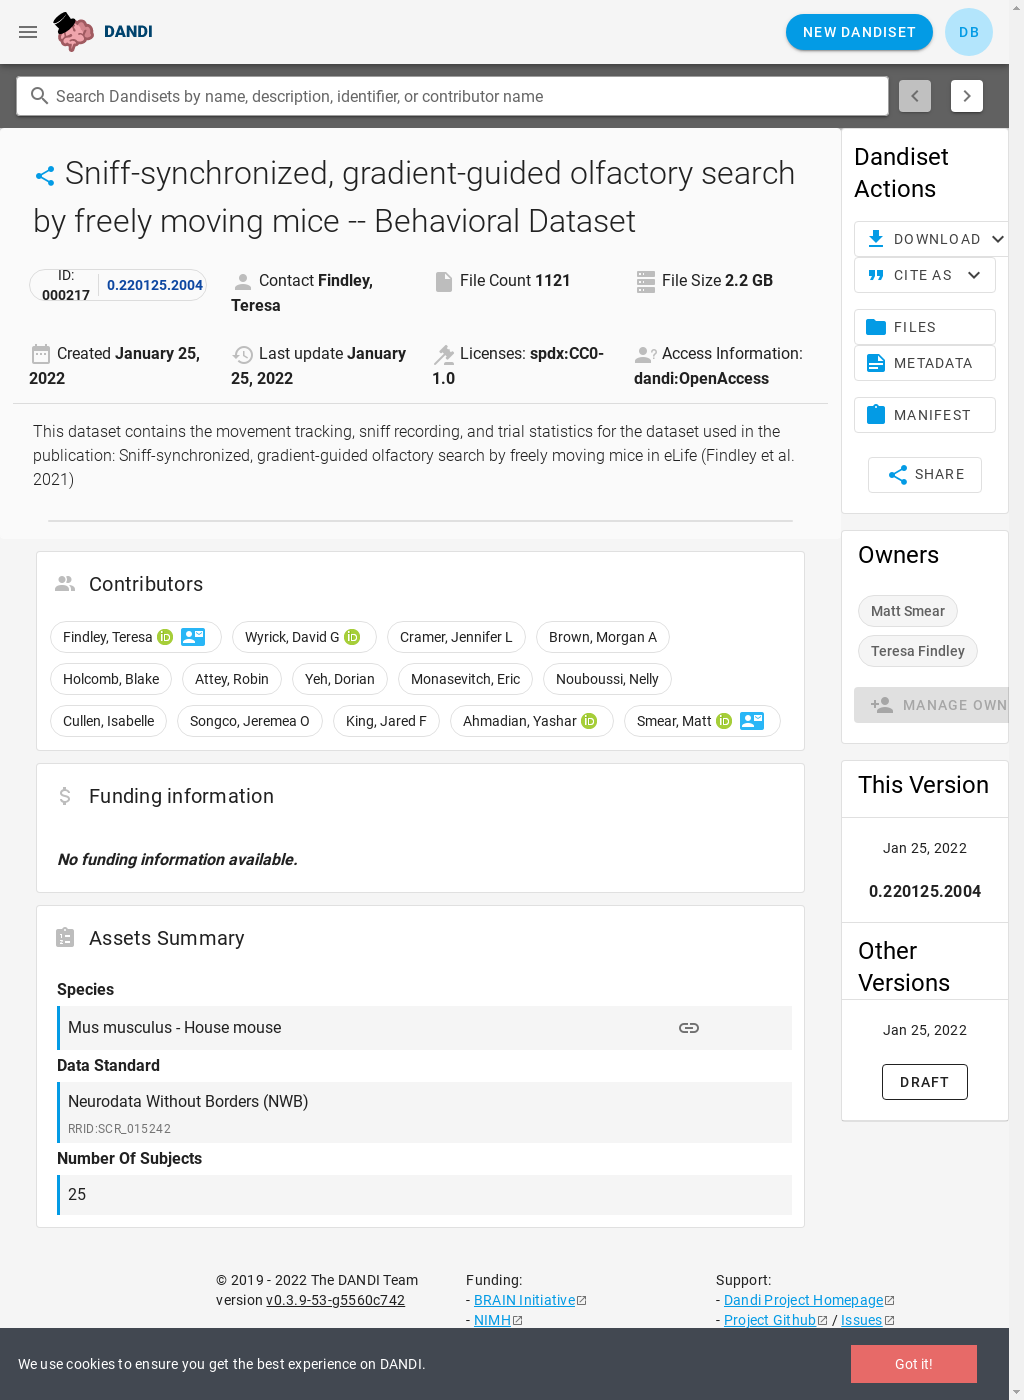 DANDI
NEW DANDISET
DB
Search Dandisets by name, description, identifier, or contributor name
Sniff-synchronized, gradient-guided olfactory search
by freely moving mice -- Behavioral Dataset
ID:
000217
0.220125.2004
Contact Findley,
Teresa
File Count 1121
File Size 2.2 GB
Created January 25,
2022
Last update January
25, 2022
Licenses: spdx:CC0-
1.0
Access Information:
dandi:OpenAccess
This dataset contains the movement tracking, sniff recording, and trial statistics for the dataset used in the
publication: Sniff-synchronized, gradient-guided olfactory search by freely moving mice in eLife (Findley et al.
2021)
Contributors
Findley, Teresa iD
Wyrick, David G iD
Cramer, Jennifer L
Brown, Morgan A
Holcomb, Blake
Attey, Robin
Yeh, Dorian
Monasevitch, Eric
Nouboussi, Nelly
Cullen, Isabelle
Songco, Jeremea O
King, Jared F
Ahmadian, Yashar iD
Smear, Matt iD
Funding information
No funding information available.
Assets Summary
Species
Mus musculus - House mouse
Data Standard
Neurodata Without Borders (NWB)
RRID:SCR_015242
Number Of Subjects
25
Dandiset
Actions
DOWNLOAD
CITE AS
FILES
METADATA
MANIFEST
SHARE
Owners
Matt Smear
Teresa Findley
MANAGE OWN
This Version
Jan 25, 2022
0.220125.2004
Other
Versions
Jan 25, 2022
DRAFT
© 2019 - 2022 The DANDI Team
version v0.3.9-53-g5560c742
Funding:
- BRAIN Initiative
- NIMH
Support:
- Dandi Project Homepage
- Project Github / Issues
We use cookies to ensure you get the best experience on DANDI.
Got it!